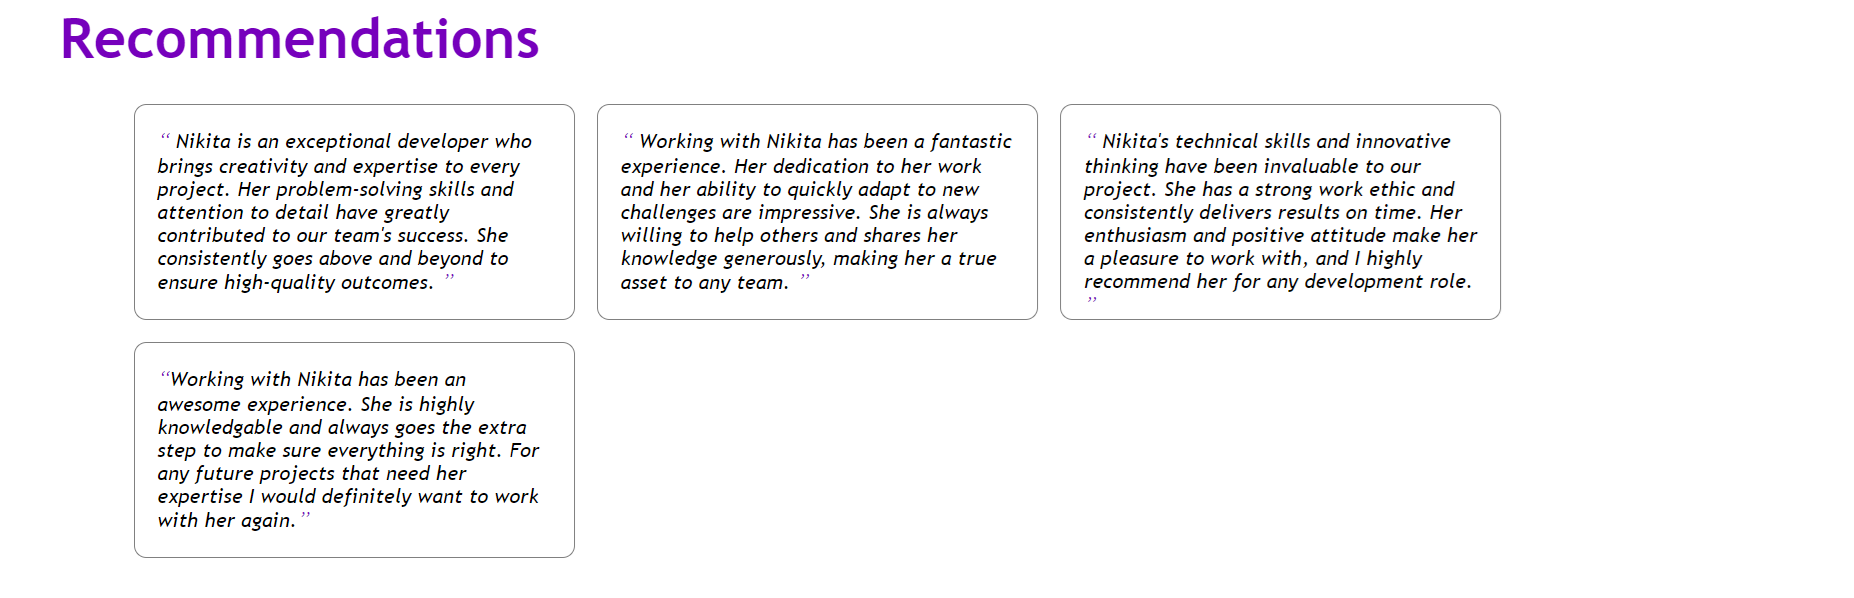 Recommendations
“ Nikita is an exceptional developer who
brings creativity and expertise to every
project. Her problem-solving skills and
attention to detail have greatly
contributed to our team's success. She
consistently goes above and beyond to
ensure high-quality outcomes. ”
“ Working with Nikita has been a fantastic
experience. Her dedication to her work
and her ability to quickly adapt to new
challenges are impressive. She is always
willing to help others and shares her
knowledge generously, making her a true
asset to any team. ”
“ Nikita's technical skills and innovative
thinking have been invaluable to our
project. She has a strong work ethic and
consistently delivers results on time. Her
enthusiasm and positive attitude make her
a pleasure to work with, and I highly
recommend her for any development role.
”
“Working with Nikita has been an
awesome experience. She is highly
knowledgable and always goes the extra
step to make sure everything is right. For
any future projects that need her
expertise I would definitely want to work
with her again.”